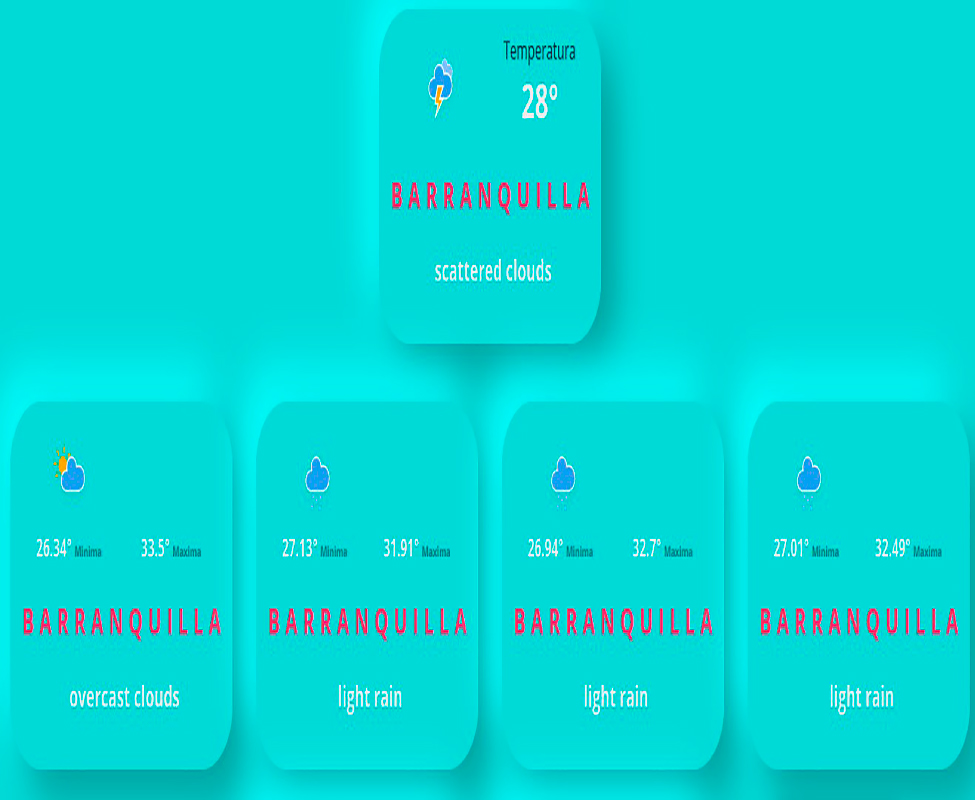 Temperatura
28°
BARRANQUILLA
scattered clouds
26.34° Minima 33.5° Maxima
BARRANQUILLA
overcast clouds
27.13° Minima 31.91° Maxima
BARRANQUILLA
light rain
26.94° Minima 32.7° Maxima
BARRANQUILLA
light rain
27.01° Minima 32.49° Maxima
BARRANQUILLA
light rain